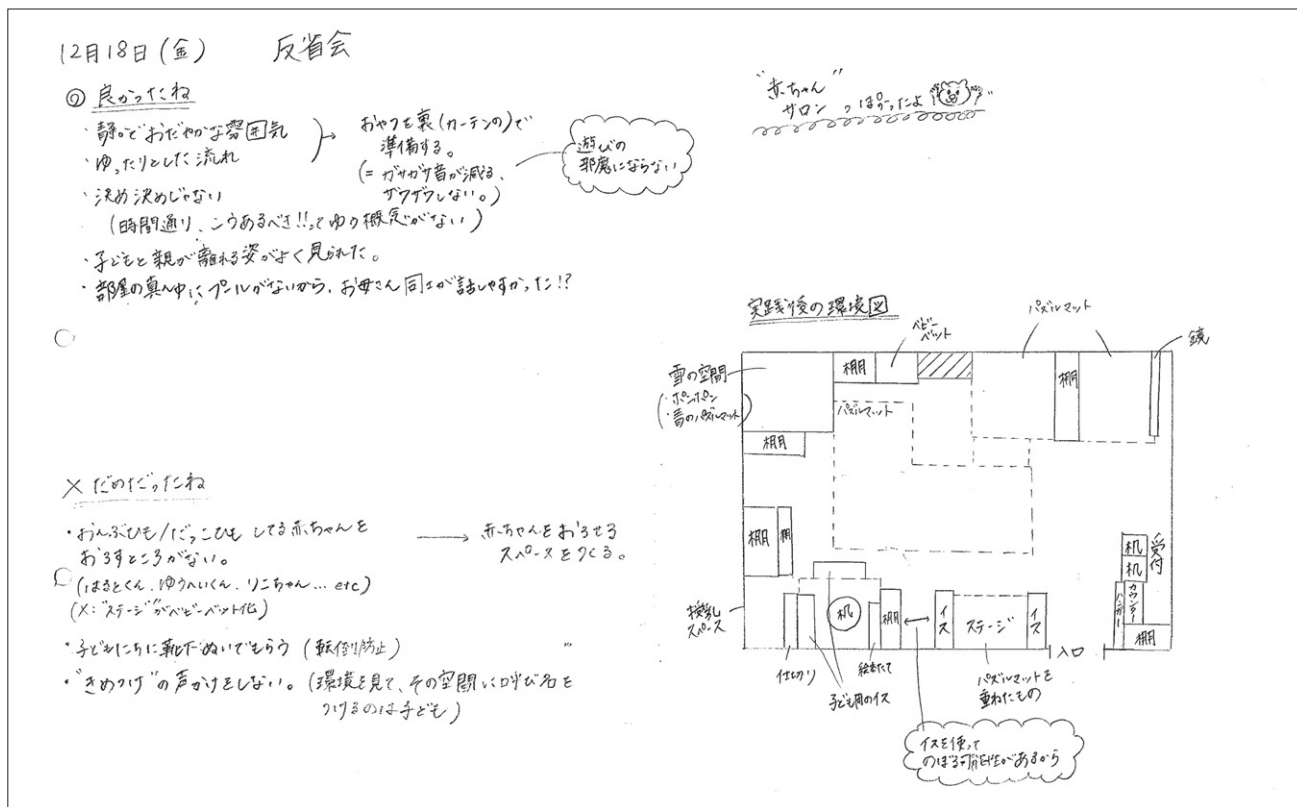 12月18日(金) 反省会
◎ 良かったね
・静かでおだやかな雰囲気
・ゆったりとした流れ
おやつを裏(カーテンの)で
準備する。
(= ガサガサ音が減る、
ザワザワしない。)
遊びの
邪魔にならない
・決め決めじゃない
(時間通り、こうあるべき!!ってゆう概念がない)
・子どもと親が離れる姿がよく見られた。
・部屋の真ん中にプールがないから、お母さん同士が話しやすかった!?
× だめだったね
・おんぶひも/だっこひもしてる赤ちゃんを
おろすところがない。
(はるとくん、ゆうへいくん、りこちゃん…etc)
(×:"ステージ"がベビーベット化)
赤ちゃんをおろせる
スペースをつくる。
・子どもたちに靴下ぬいでもらう (転倒防止)
・"きめつけ"の声かけをしない。(環境を見て、その空間に呼び名を
つけるのは子ども)
"赤ちゃん"
サロン っぽかったよ
実践後の環境図
ベビー
ベット
パズルマット
鏡
雪の空間
(・ポンポン
・青のパズルマット)
棚
棚
パズルマット
棚
棚
棚
机
机
受付
カウンター
ハンガー
棚
授乳
スペース
机
棚
イス
ステージ
イス
入口
仕切り
子ども用のイス
絵本たて
パズルマットを
重ねたもの
イスを使って
のぼる可能性があるから